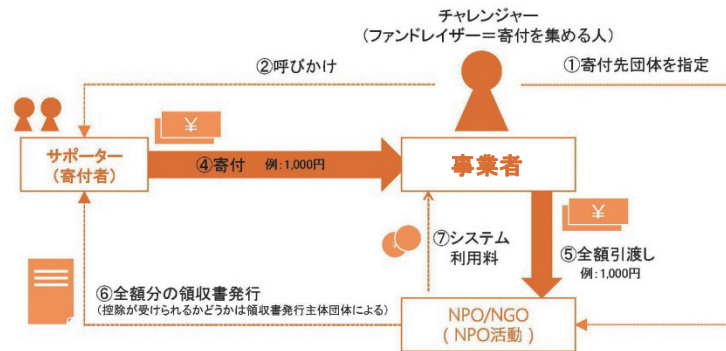 チャレンジャー
（ファンドレイザー＝寄付を集める人）
②呼びかけ
①寄付先団体を指定
¥
サポーター
（寄付者）
④寄付 例：1,000円
事業者
¥
⑦システム
利用料
¥
⑤全額引渡し
例：1,000円
⑥全額分の領収書発行
（控除が受けられるかどうかは領収書発行主体団体による）
NPO/NGO
（ NPO活動 ）